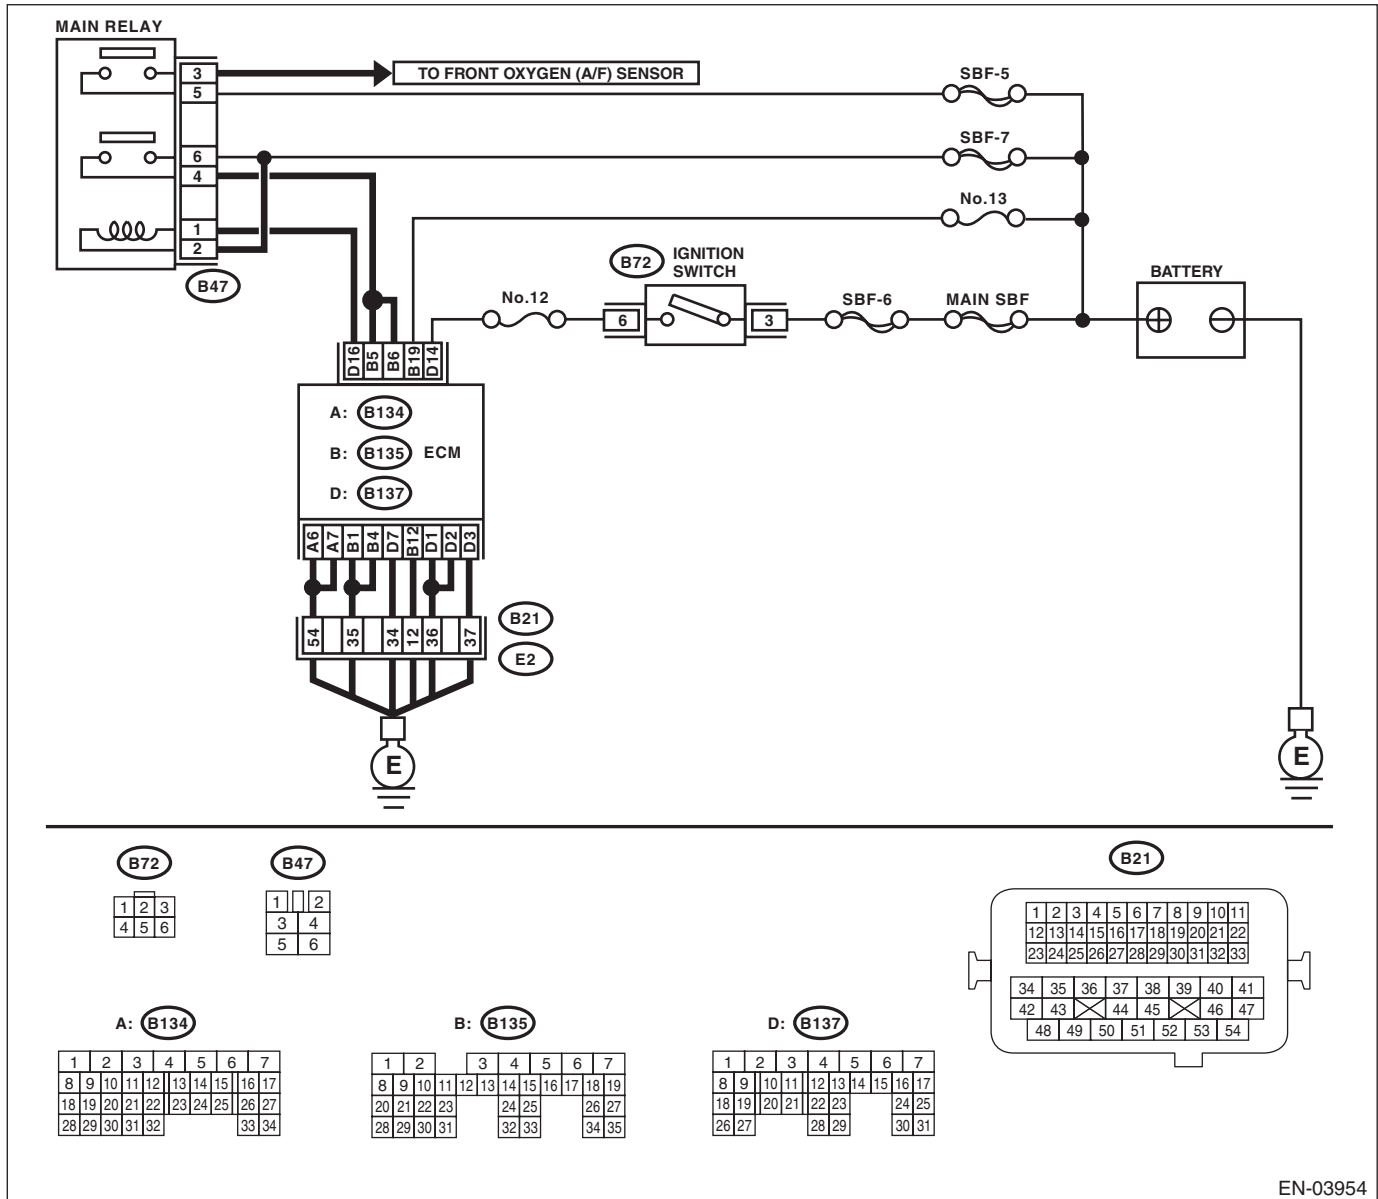 MAIN RELAY
3
TO FRONT OXYGEN (A/F) SENSOR
5
SBF-5
6
SBF-7
4
No.13
1
2
B47
B72
IGNITION
SWITCH
BATTERY
No.12
6
3
SBF-6
MAIN SBF
D16 B5 B6 B19 D14
A: B134
B: B135 ECM
D: B137
A6 A7 B1 B4 D7 B12 D1 D2 D3
B21
54 35 34 12 36 37
E2
E
E
B72
1 2 3
4 5 6
B47
1 2
3 4
5 6
B21
1 2 3 4 5 6 7 8 9 10 11
12 13 14 15 16 17 18 19 20 21 22
23 24 25 26 27 28 29 30 31 32 33
34 35 36 37 38 39 40 41
42 43 44 45 46 47
48 49 50 51 52 53 54
A: B134
1 2 3 4 5 6 7
8 9 10 11 12 13 14 15 16 17
18 19 20 21 22 23 24 25 26 27
28 29 30 31 32 33 34
B: B135
1 2 3 4 5 6 7
8 9 10 11 12 13 14 15 16 17 18 19
20 21 22 23 24 25 26 27
28 29 30 31 32 33 34 35
D: B137
1 2 3 4 5 6 7
8 9 10 11 12 13 14 15 16 17
18 19 20 21 22 23 24 25
26 27 28 29 30 31
EN-03954